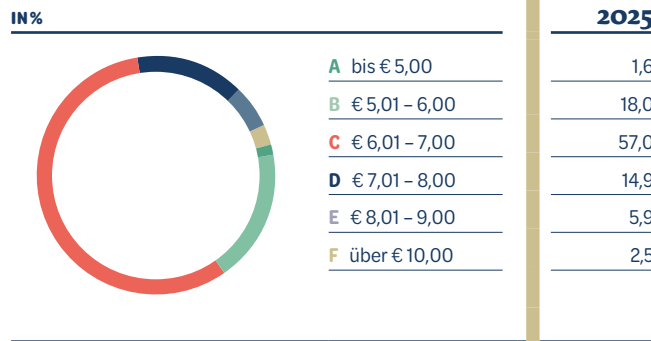 IN % 2025
A bis € 5,00 1,6
B € 5,01 – 6,00 18,0
C € 6,01 – 7,00 57,0
D € 7,01 – 8,00 14,9
E € 8,01 – 9,00 5,9
F über € 10,00 2,5